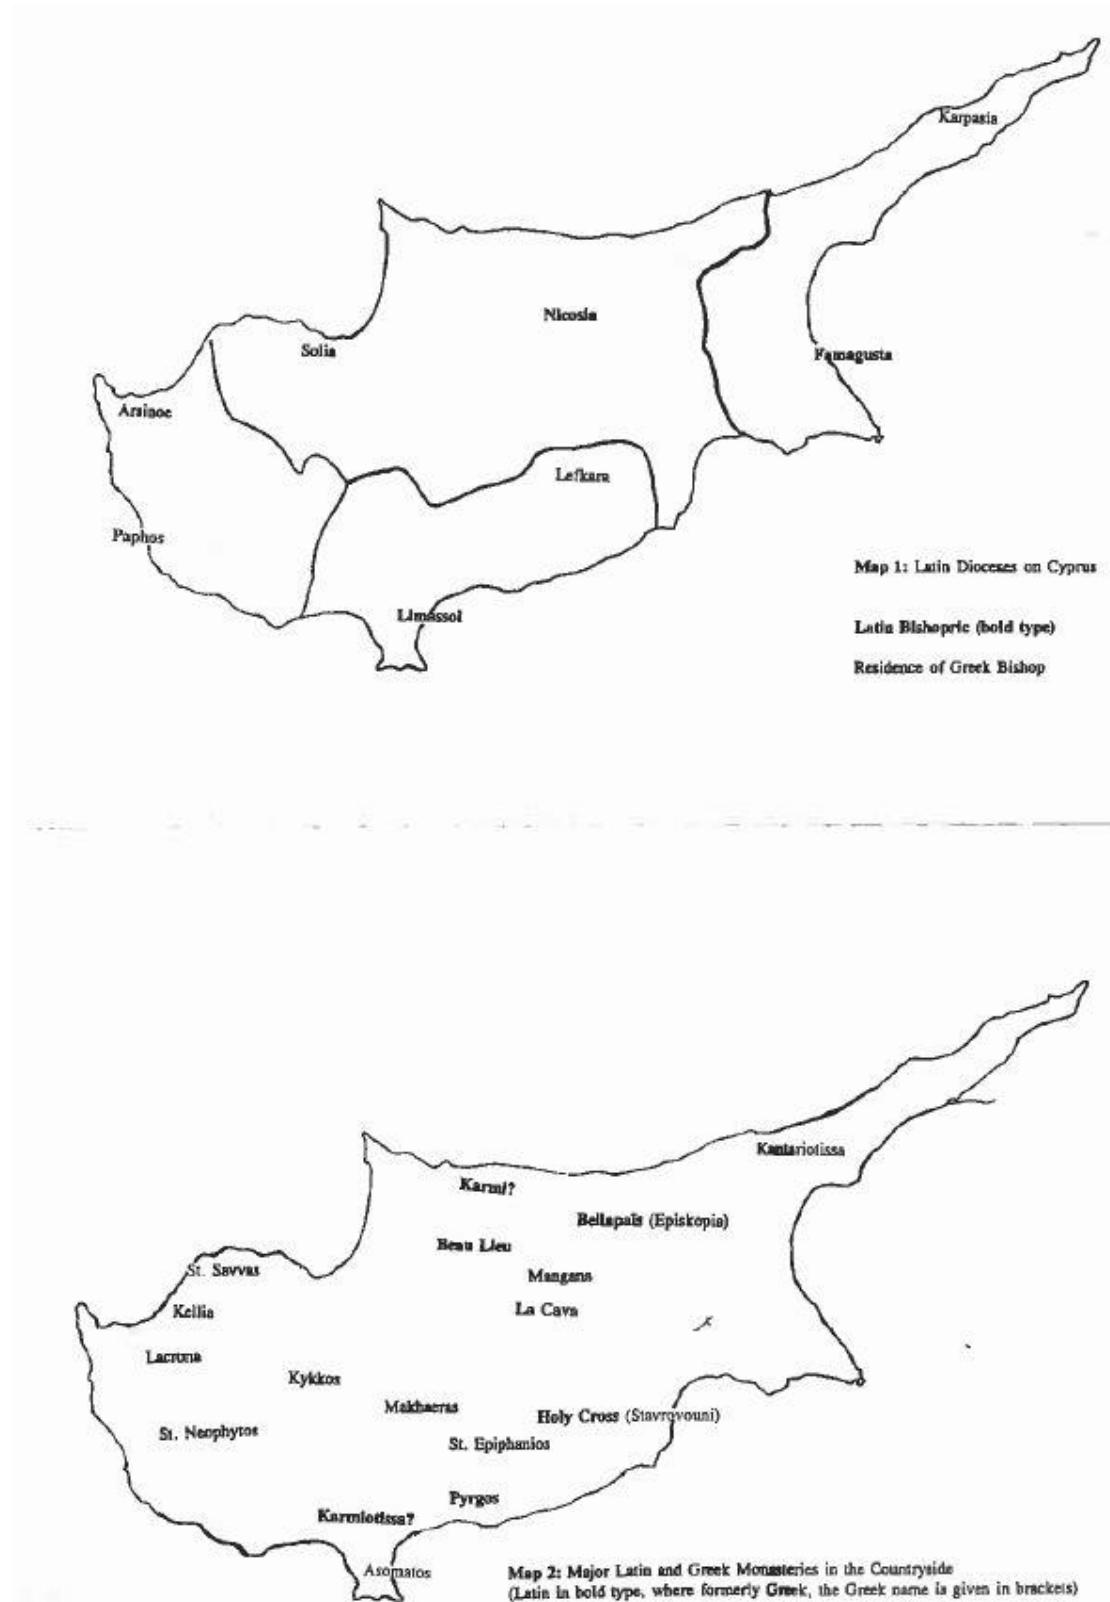 Karpasia
Nicosia
Solia
Famagusta
Arsinoe
Lefkara
Paphos
Map 1: Latin Dioceses on Cyprus
Limassol
Latin Bishopric (bold type)
Residence of Greek Bishop
Kantariotissa
Karmi?
Bellapaïs (Episkopia)
Beau Lieu
St. Savvas
Mangana
Kellia
La Cava
Lacrona
Kykkos
Makhaeras
Holy Cross (Stavrovouni)
St. Neophytos
St. Epiphanios
Pyrgos
Karmiotissa?
Asomatos
Map 2: Major Latin and Greek Monasteries in the Countryside
(Latin in bold type, where formerly Greek, the Greek name is given in brackets)